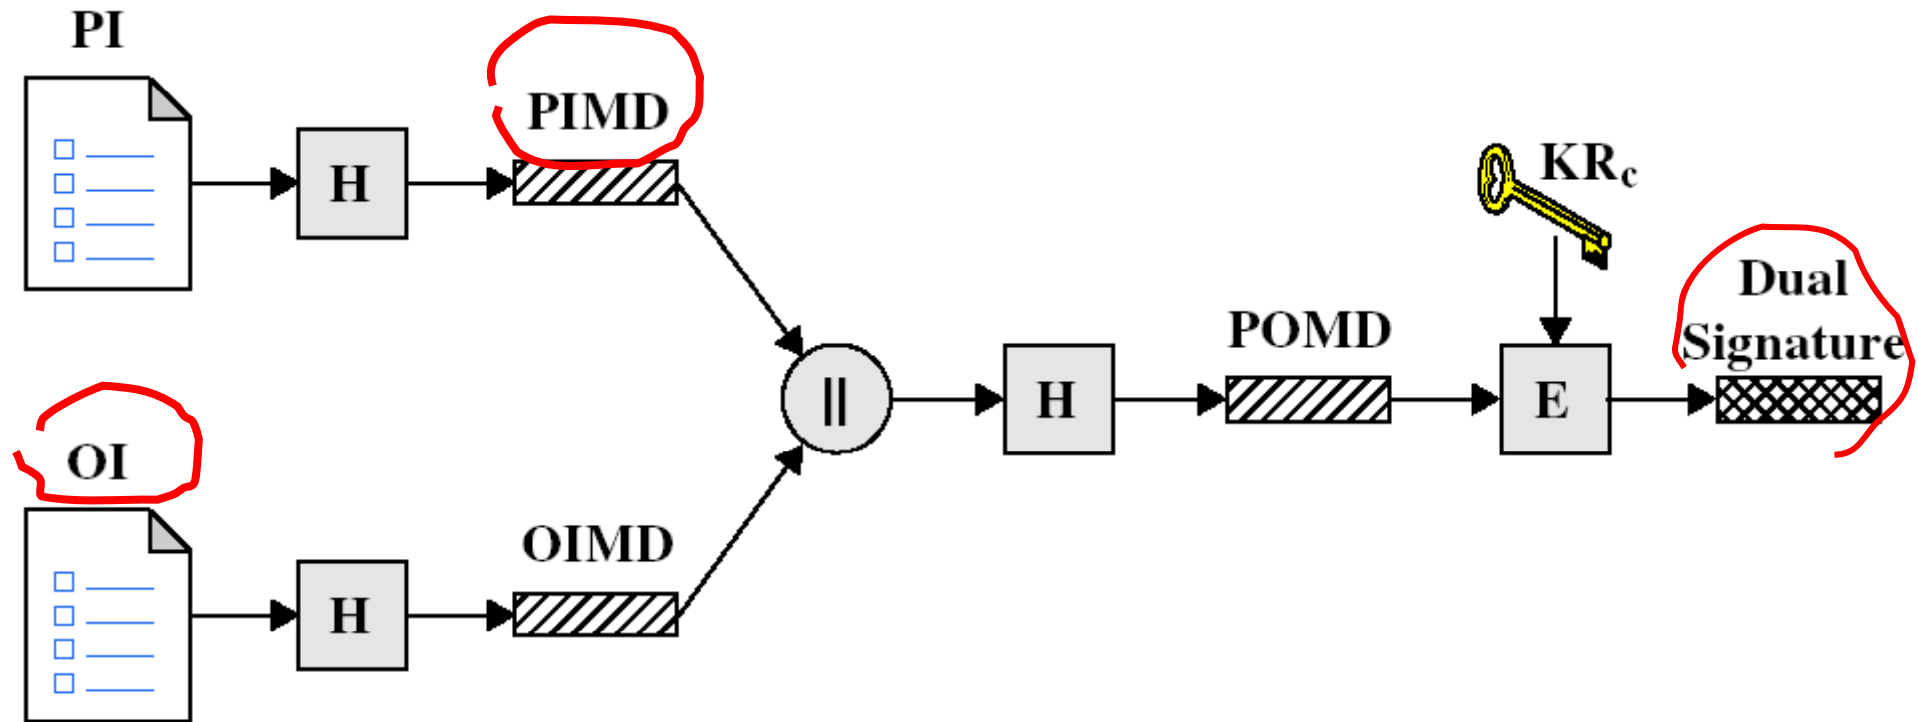 PI
PIMD
H
KRc
Dual
Signature
POMD
||
H
E
OI
OIMD
H